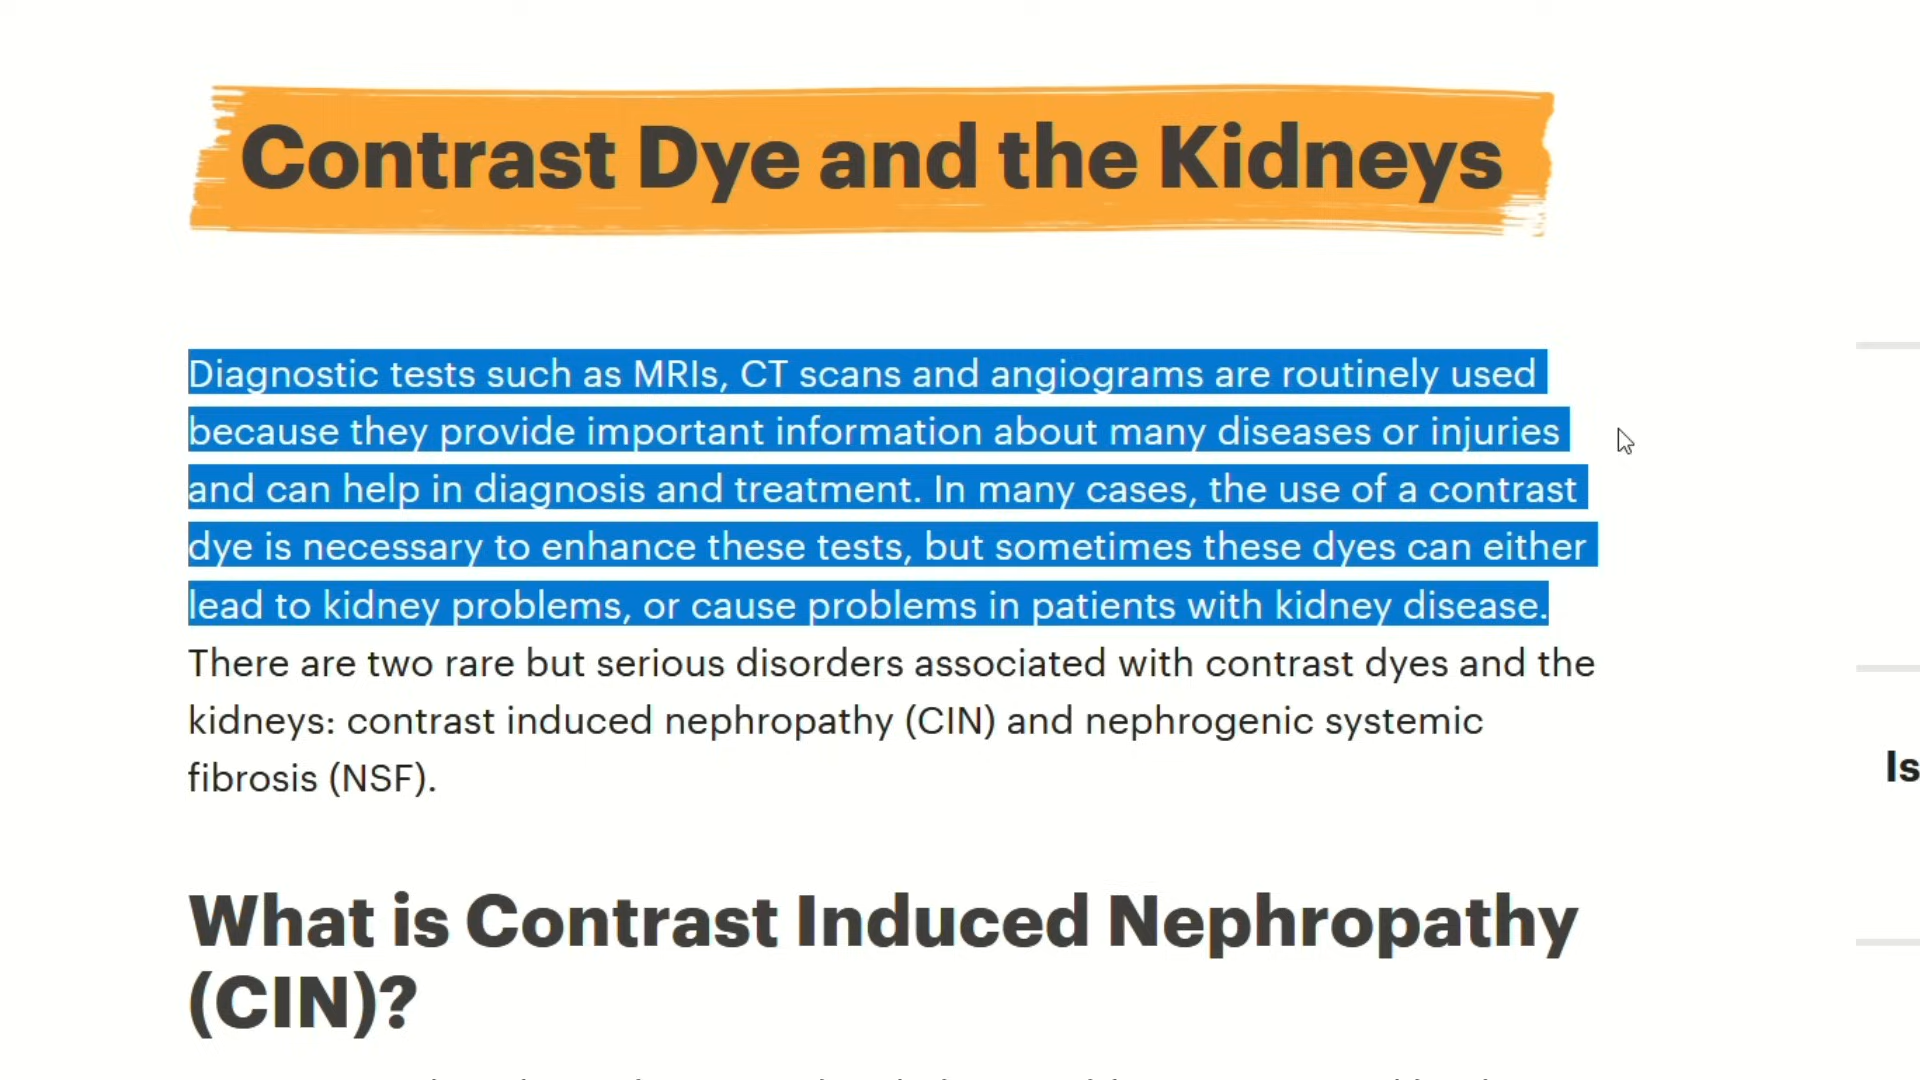 Contrast Dye and the Kidneys
Diagnostic tests such as MRIs, CT scans and angiograms are routinely used
because they provide important information about many diseases or injuries
and can help in diagnosis and treatment. In many cases, the use of a contrast
dye is necessary to enhance these tests, but sometimes these dyes can either
lead to kidney problems, or cause problems in patients with kidney disease.
There are two rare but serious disorders associated with contrast dyes and the
kidneys: contrast induced nephropathy (CIN) and nephrogenic systemic
fibrosis (NSF).
Is
What is Contrast Induced Nephropathy
(CIN)?